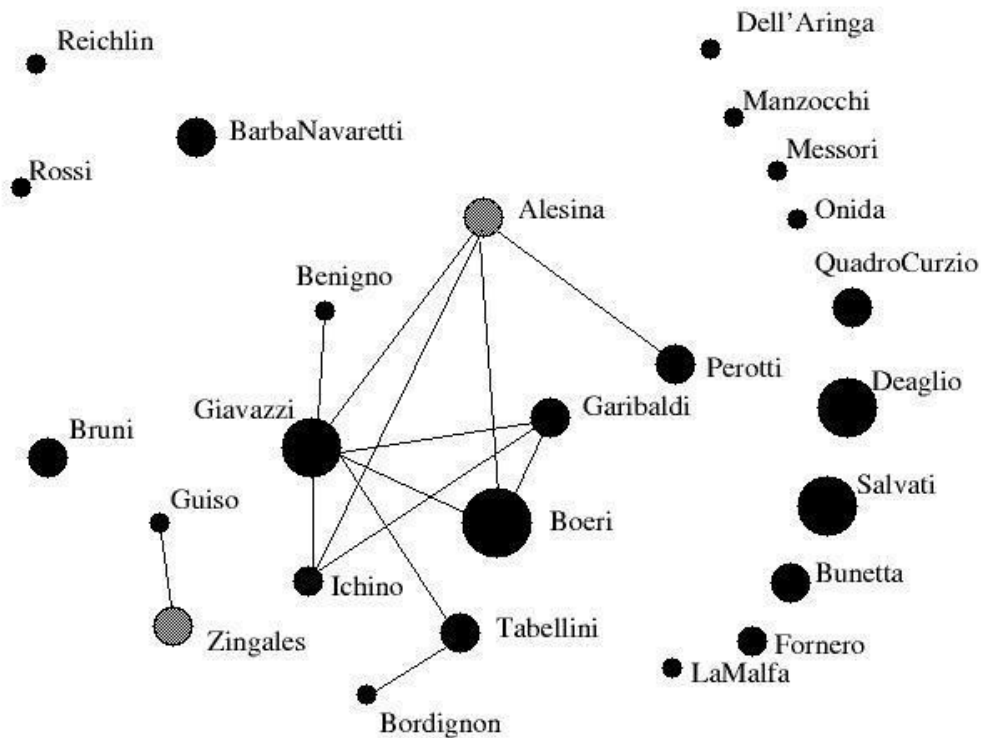 Reichlin
Dell'Aringa
BarbaNavaretti
Manzocchi
Rossi
Messori
Alesina
Onida
Benigno
QuadroCurzio
Perotti
Deaglio
Giavazzi
Garibaldi
Bruni
Guiso
Salvati
Boeri
Ichino
Bunetta
Zingales
Tabellini
Fornero
LaMalfa
Bordignon